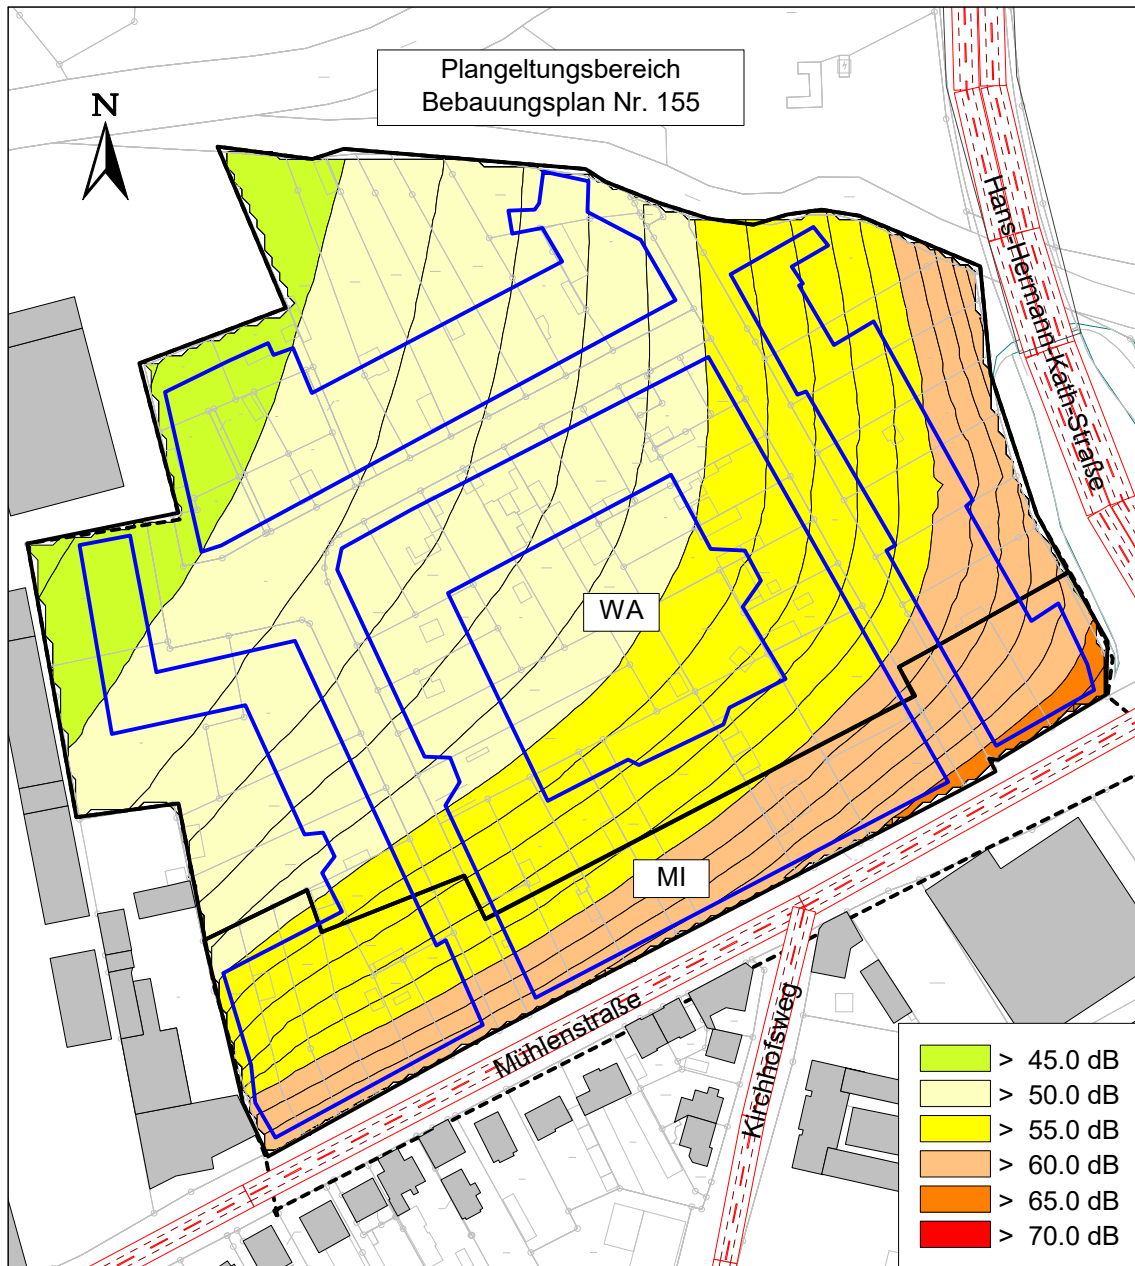 Plangeltungsbereich
Bebauungsplan Nr. 155
N
Hans-Hermann-Kath-Straße
WA
MI
Mühlenstraße
Kirchhofsweg
> 45.0 dB
> 50.0 dB
> 55.0 dB
> 60.0 dB
> 65.0 dB
> 70.0 dB